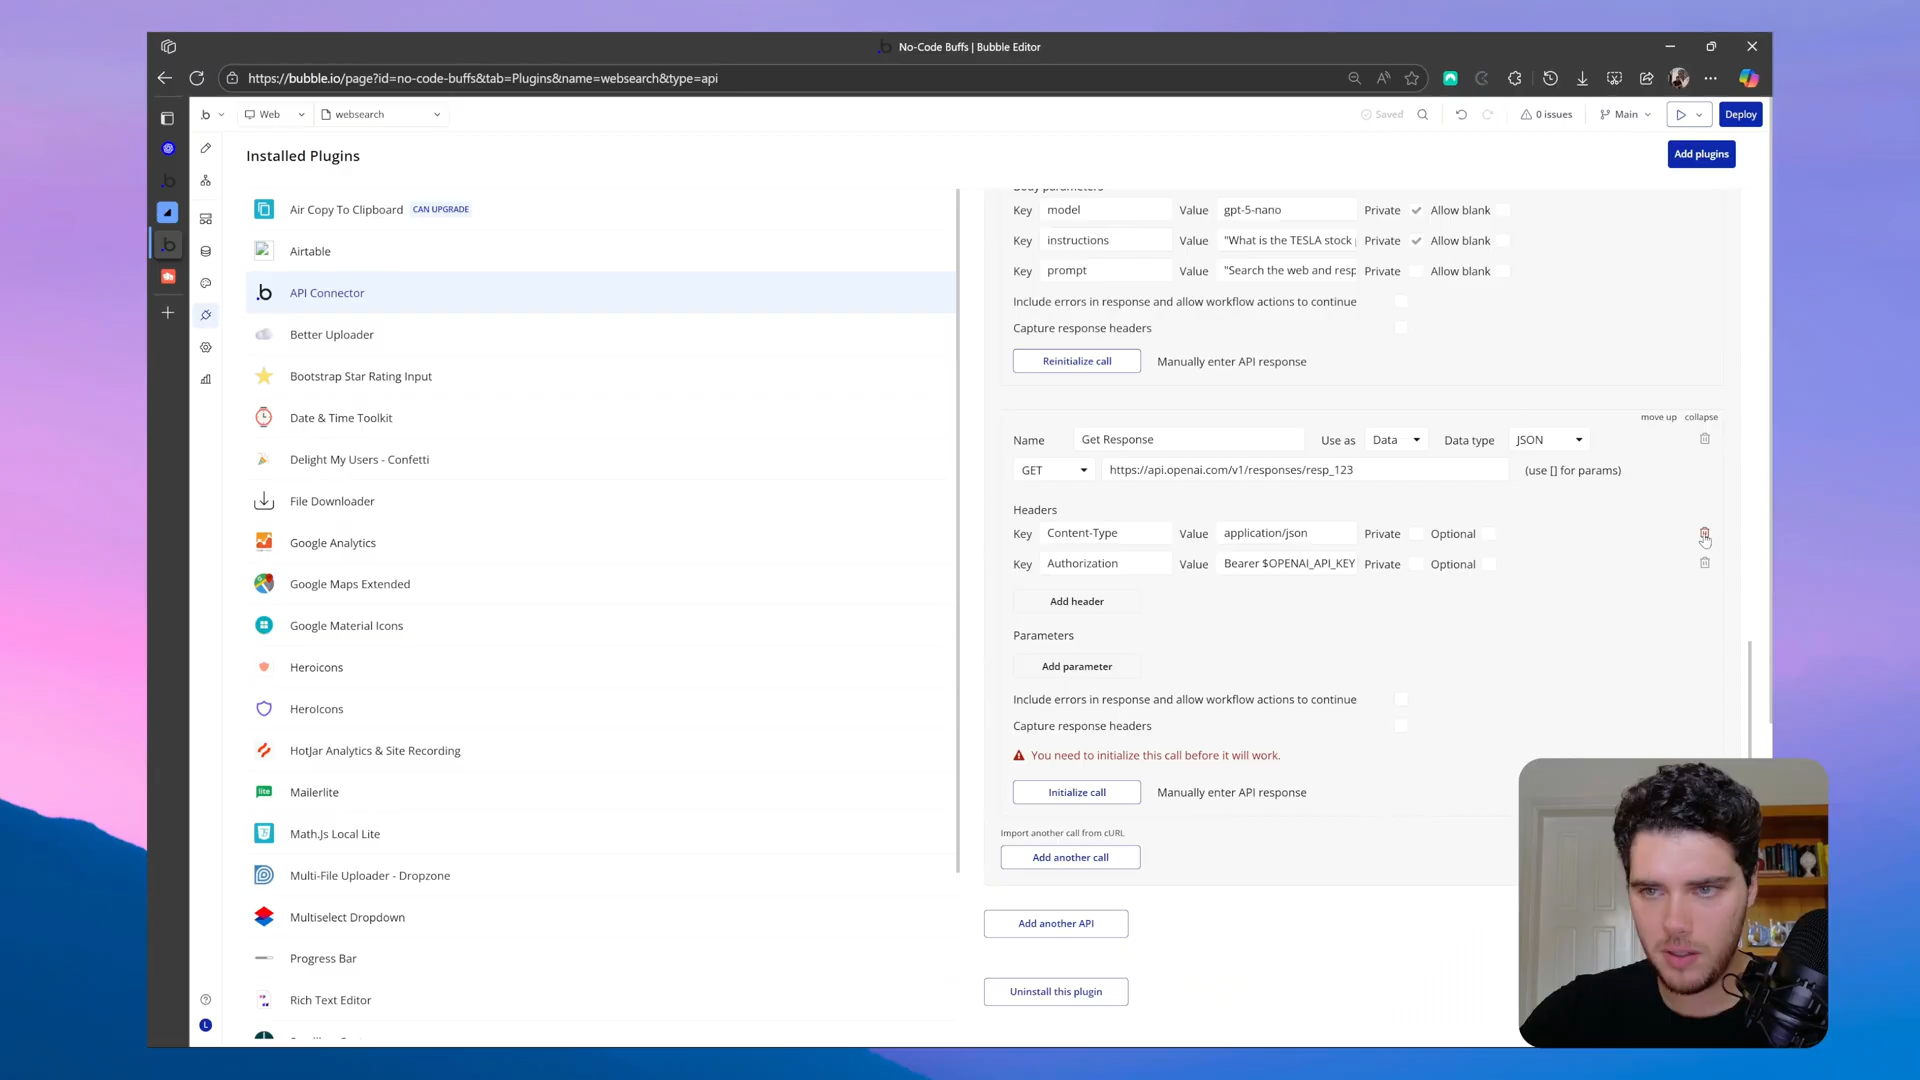 No-Code Buffs | Bubble Editor
https://bubble.io/page?id=no-code-buffs&tab=Plugins&name=websearch&type=api
Web
websearch
Saved
0 issues
Main
Deploy
Installed Plugins
Add plugins
Air Copy To Clipboard CAN UPGRADE
Airtable
API Connector
Better Uploader
Bootstrap Star Rating Input
Date & Time Toolkit
Delight My Users - Confetti
File Downloader
Google Analytics
Google Maps Extended
Google Material Icons
Heroicons
HeroIcons
HotJar Analytics & Site Recording
lite Mailerlite
Math.Js Local Lite
Multi-File Uploader - Dropzone
Multiselect Dropdown
Progress Bar
Rich Text Editor
L
Body parameters
Key model Value gpt-5-nano Private Allow blank
Key instructions Value "What is the TESLA stock Private Allow blank
Key prompt Value "Search the web and resp Private Allow blank
Include errors in response and allow workflow actions to continue
Capture response headers
Reinitialize call Manually enter API response
move up collapse
Name Get Response Use as Data Data type JSON
GET https://api.openai.com/v1/responses/resp_123 (use [] for params)
Headers
Key Content-Type Value application/json Private Optional
Key Authorization Value Bearer $OPENAI_API_KEY Private Optional
Add header
Parameters
Add parameter
Include errors in response and allow workflow actions to continue
Capture response headers
You need to initialize this call before it will work.
Initialize call Manually enter API response
Import another call from cURL
Add another call
Add another API
Uninstall this plugin